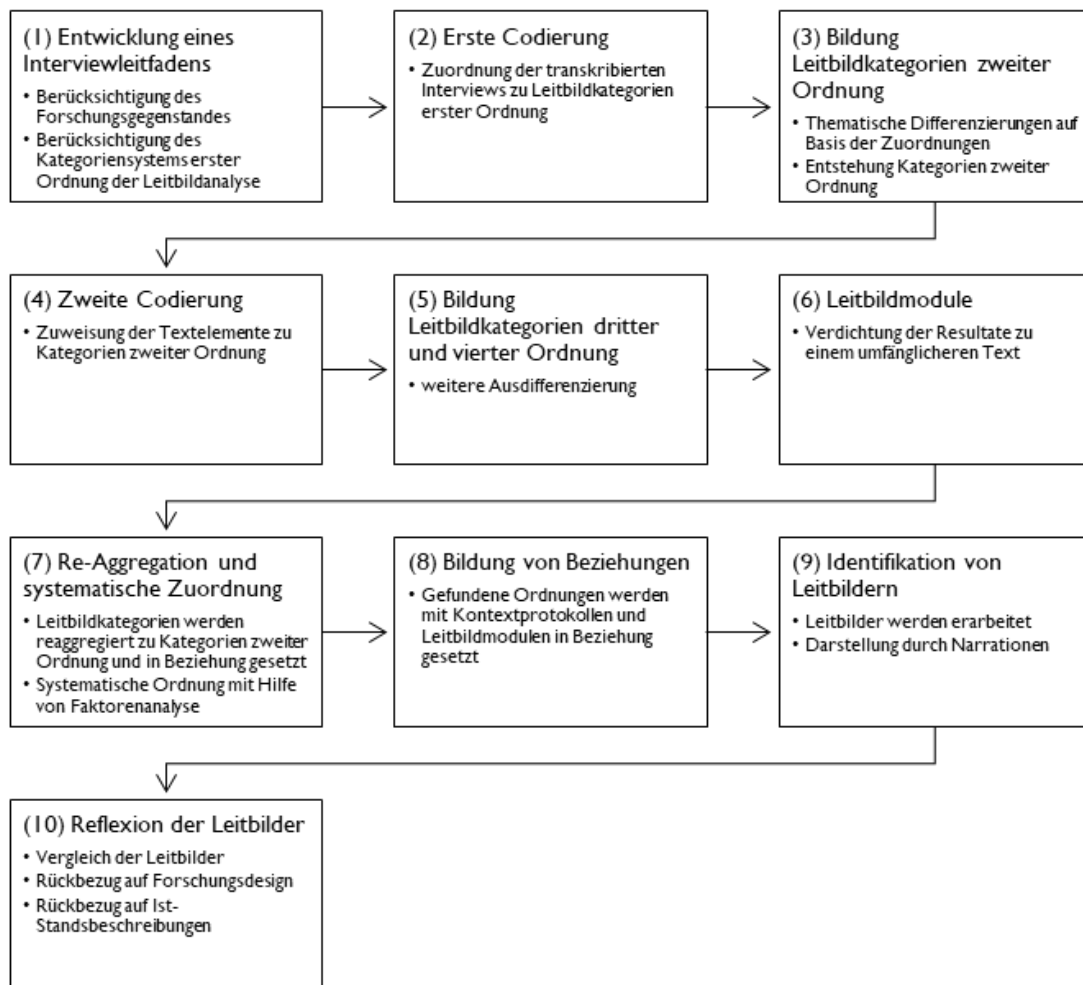 (1) Entwicklung eines
Interviewleitfadens
• Berücksichtigung des
Forschungsgegenstandes
• Berücksichtigung des
Kategoriensystems erster
Ordnung der Leitbildanalyse
(2) Erste Codierung
• Zuordnung der transkribierten
Interviews zu Leitbildkategorien
erster Ordnung
(3) Bildung
Leitbildkategorien zweiter
Ordnung
• Thematische Differenzierungen auf
Basis der Zuordnungen
• Entstehung Kategorien zweiter
Ordnung
(4) Zweite Codierung
• Zuweisung der Textelemente zu
Kategorien zweiter Ordnung
(5) Bildung
Leitbildkategorien dritter
und vierter Ordnung
• weitere Ausdifferenzierung
(6) Leitbildmodule
• Verdichtung der Resultate zu
einem umfänglicheren Text
(7) Re-Aggregation und
systematische Zuordnung
• Leitbildkategorien werden
reaggregiert zu Kategorien zweiter
Ordnung und in Beziehung gesetzt
• Systematische Ordnung mit Hilfe
von Faktorenanalyse
(8) Bildung von Beziehungen
• Gefundene Ordnungen werden
mit Kontextprotokollen und
Leitbildmodulen in Beziehung
gesetzt
(9) Identifikation von
Leitbildern
• Leitbilder werden erarbeitet
• Darstellung durch Narrationen
(10) Reflexion der Leitbilder
• Vergleich der Leitbilder
• Rückbezug auf Forschungsdesign
• Rückbezug auf Ist-
Standsbeschreibungen